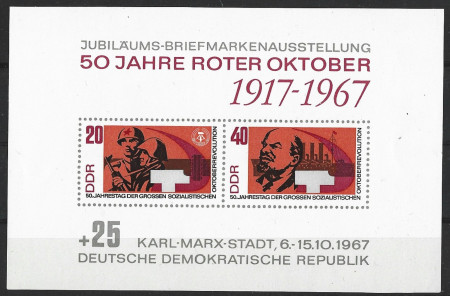 JUBILÄUMS-BRIEFMARKENAUSSTELLUNG
50 JAHRE ROTER OKTOBER
1917-1967
20
DDR
50. JAHRESTAG DER GROSSEN SOZIALISTISCHEN
OKTOBERREVOLUTION
40
DDR
50. JAHRESTAG DER GROSSEN SOZIALISTISCHEN
OKTOBERREVOLUTION
+25
KARL-MARX-STADT, 6.-15.10.1967
DEUTSCHE DEMOKRATISCHE REPUBLIK